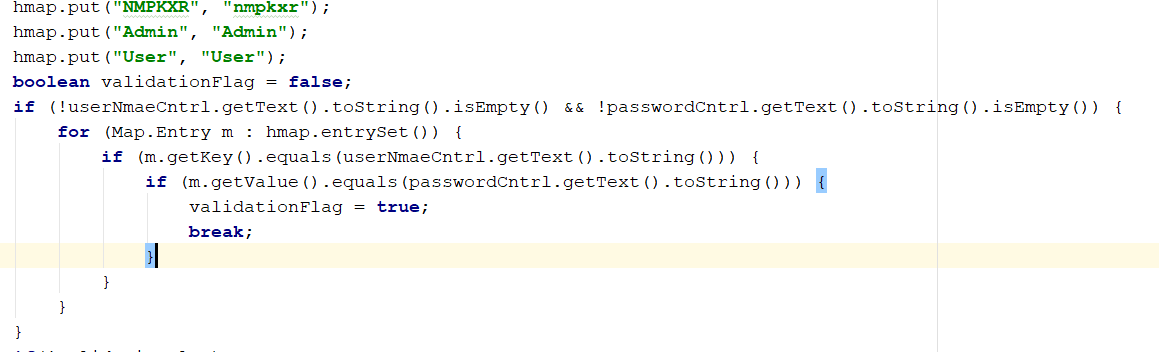 hmap.put("NMPKXR", "nmpkxr");
hmap.put("Admin", "Admin");
hmap.put("User", "User");
boolean validationFlag = false;
if (!userNmaeCntrl.getText().toString().isEmpty() && !passwordCntrl.getText().toString().isEmpty()) {
for (Map.Entry m : hmap.entrySet()) {
if (m.getKey().equals(userNmaeCntrl.getText().toString())) {
if (m.getValue().equals(passwordCntrl.getText().toString())) {
validationFlag = true;
break;
}
}
}
}